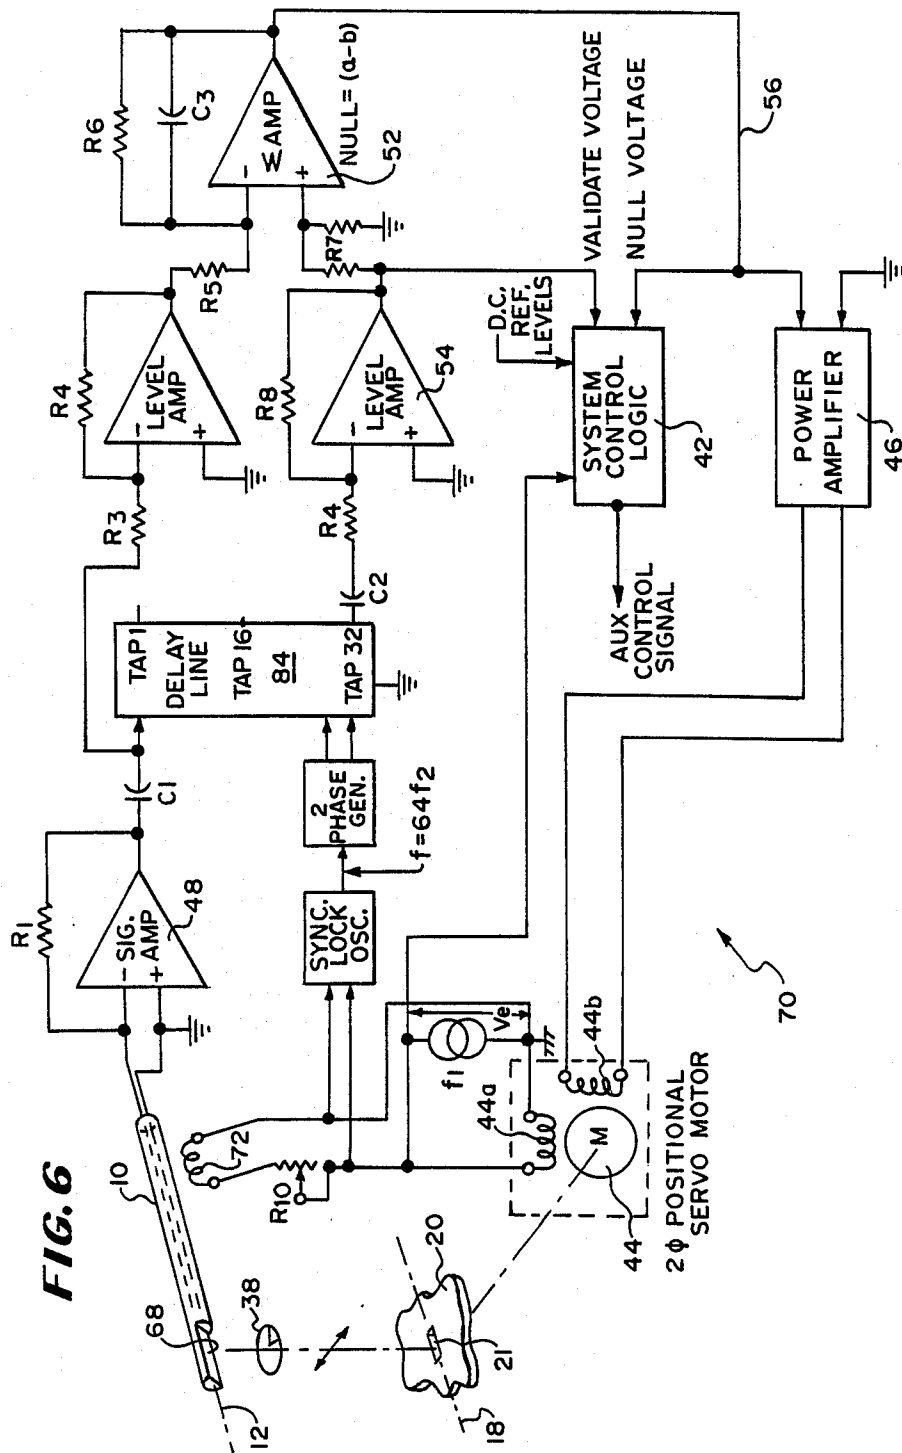 FIG. 6
R6
C3
−
+
Σ AMP
NULL=(a-b)
52
R5
R7
R4
−
+
LEVEL
AMP
R8
−
+
LEVEL
AMP
54
R3
R4
C2
VALIDATE VOLTAGE
NULL VOLTAGE
56
D.C.
REF.
LEVELS
SYSTEM
CONTROL
LOGIC
42
POWER
AMPLIFIER
46
AUX
CONTROL
SIGNAL
TAP 1
DELAY
LINE
TAP 16
84
TAP 32
C1
R1
−
+
SIG.
AMP
48
2
PHASE
GEN.
f=64f2
SYNC.
LOCK
OSC.
10
72
R10
68
12
38
Ve
f1
44a
44b
M
44
2φ POSITIONAL
SERVO MOTOR
20
21
18
70